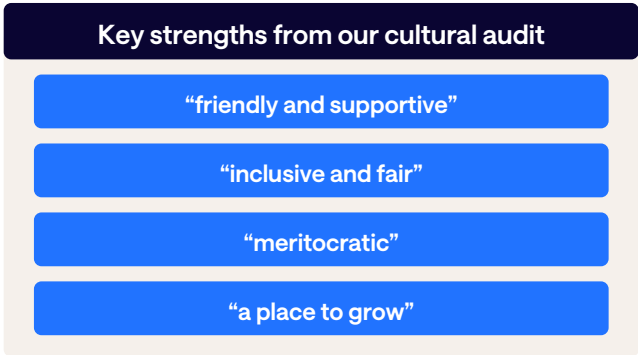 Key strengths from our cultural audit
“friendly and supportive”
“inclusive and fair”
“meritocratic”
“a place to grow”